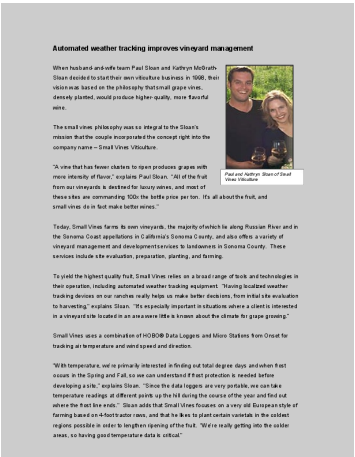 Automated weather tracking improves vineyard management
When husband-and-wife team Paul Sloan and Kathryn McGrath-
Sloan decided to start their own viticulture business in 1998, their
vision was based on the philosophy that small grape vines,
densely planted, would produce higher-quality, more flavorful
wine.
The small vines philosophy was so integral to the Sloan's
mission that the couple incorporated the concept right into the
company name – Small Vines Viticulture.
Paul and Kathryn Sloan of Small
Vines Viticulture
"A vine that has fewer clusters to ripen produces grapes with
more intensity of flavor," explains Paul Sloan. "All of the fruit
from our vineyards is destined for luxury wines, and most of
these sites are commanding 100x the bottle price per ton. It's all about the fruit, and
small vines do in fact make better wines."
Today, Small Vines farms its own vineyards, the majority of which lie along Russian River and in
the Sonoma Coast appellations in California's Sonoma County, and also offers a variety of
vineyard management and development services to landowners in Sonoma County. These
services include site evaluation, preparation, planting, and farming.
To yield the highest quality fruit, Small Vines relies on a broad range of tools and technologies in
their operation, including automated weather tracking equipment. "Having localized weather
tracking devices on our ranches really helps us make better decisions, from initial site evaluation
to harvesting," explains Sloan. "It's especially important in situations where a client is interested
in a vineyard site located in an area were little is known about the climate for grape growing."
Small Vines uses a combination of HOBO® Data Loggers and Micro Stations from Onset for
tracking air temperature and wind speed and direction.
"With temperature, we're primarily interested in finding out total degree days and when frost
occurs in the Spring and Fall, so we can understand if frost protection is needed before
developing a site," explains Sloan. "Since the data loggers are very portable, we can take
temperature readings at different points up the hill during the course of the year and find out
where the frost line ends." Sloan adds that Small Vines focuses on a very old European style of
farming based on 4-foot tractor rows, and that he likes to plant certain varietals in the coldest
regions possible in order to lengthen ripening of the fruit. "We're really getting into the colder
areas, so having good temperature data is critical."